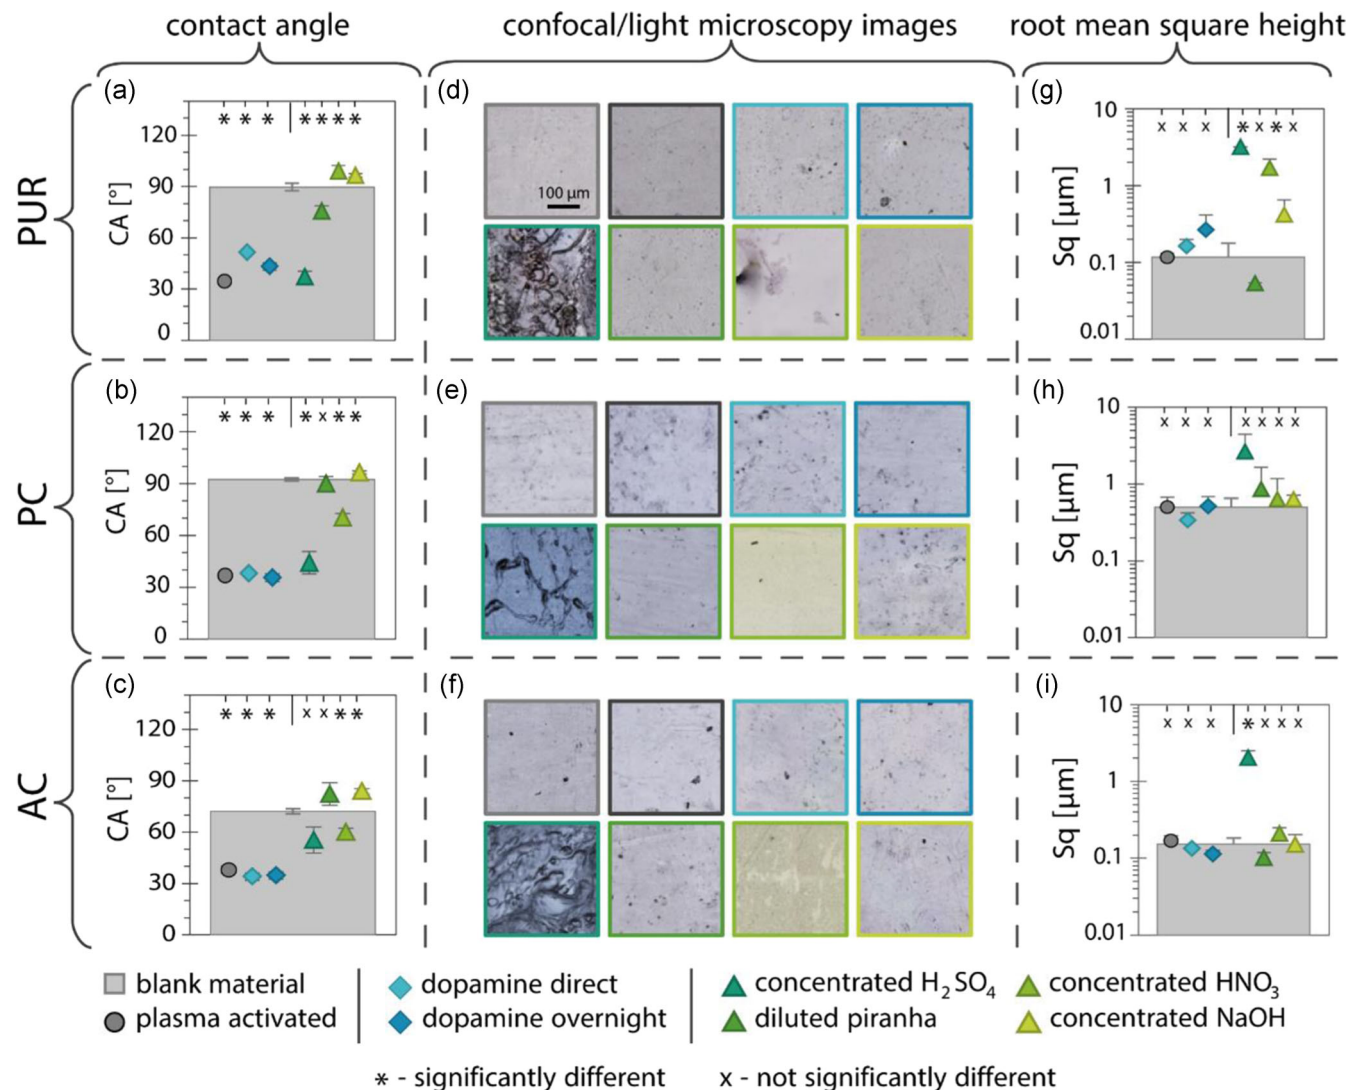 contact angle
confocal/light microscopy images
root mean square height
PUR
(a)
* * * * * * *
120
90
60
30
0
CA [°]
(d)
100 µm
(g)
x x x * x * x
10
1
0.1
0.01
Sq [µm]
PC
(b)
* * * * x * *
120
90
60
30
0
CA [°]
(e)
(h)
x x x x x x x
10
1
0.1
0.01
Sq [µm]
AC
(c)
* * * x x * *
120
90
60
30
0
CA [°]
(f)
(i)
x x x * x x x
10
1
0.1
0.01
Sq [µm]
blank material
plasma activated
dopamine direct
dopamine overnight
concentrated H₂SO₄
diluted piranha
concentrated HNO₃
concentrated NaOH
* - significantly different
x - not significantly different